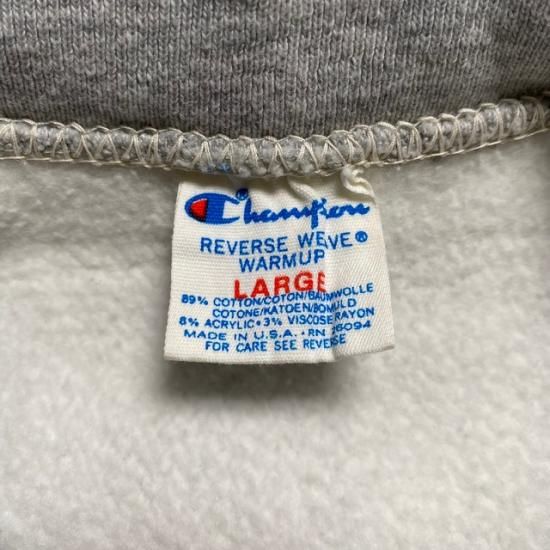 Champion®
REVERSE WEAVE®
WARMUP
LARGE
89% COTTON/COTON/BAUMWOLLE
COTONE/KATOEN/BOMULD
8% ACRYLIC•3% VISCOSE RAYON
MADE IN U.S.A.•RN 26094
FOR CARE SEE REVERSE